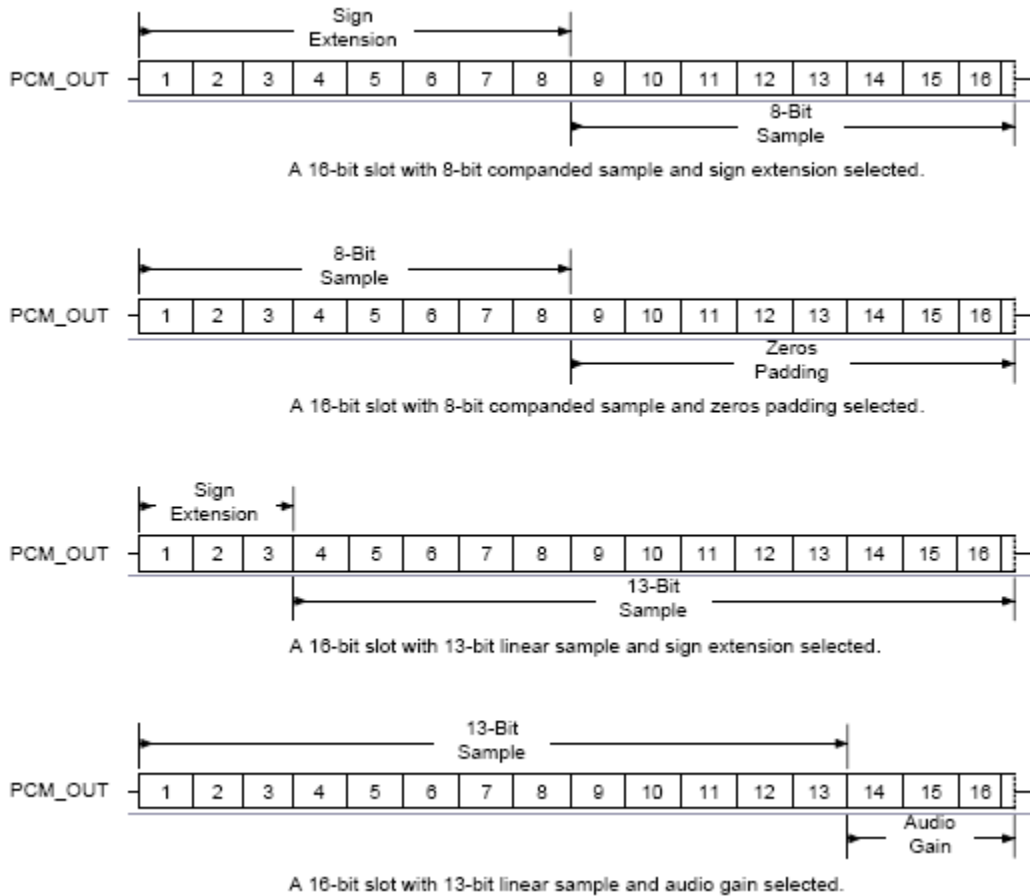 Sign
Extension
PCM_OUT 1 2 3 4 5 6 7 8 9 10 11 12 13 14 15 16
8-Bit
Sample
A 16-bit slot with 8-bit companded sample and sign extension selected.
8-Bit
Sample
PCM_OUT 1 2 3 4 5 6 7 8 9 10 11 12 13 14 15 16
Zeros
Padding
A 16-bit slot with 8-bit companded sample and zeros padding selected.
Sign
Extension
PCM_OUT 1 2 3 4 5 6 7 8 9 10 11 12 13 14 15 16
13-Bit
Sample
A 16-bit slot with 13-bit linear sample and sign extension selected.
13-Bit
Sample
PCM_OUT 1 2 3 4 5 6 7 8 9 10 11 12 13 14 15 16
Audio
Gain
A 16-bit slot with 13-bit linear sample and audio gain selected.